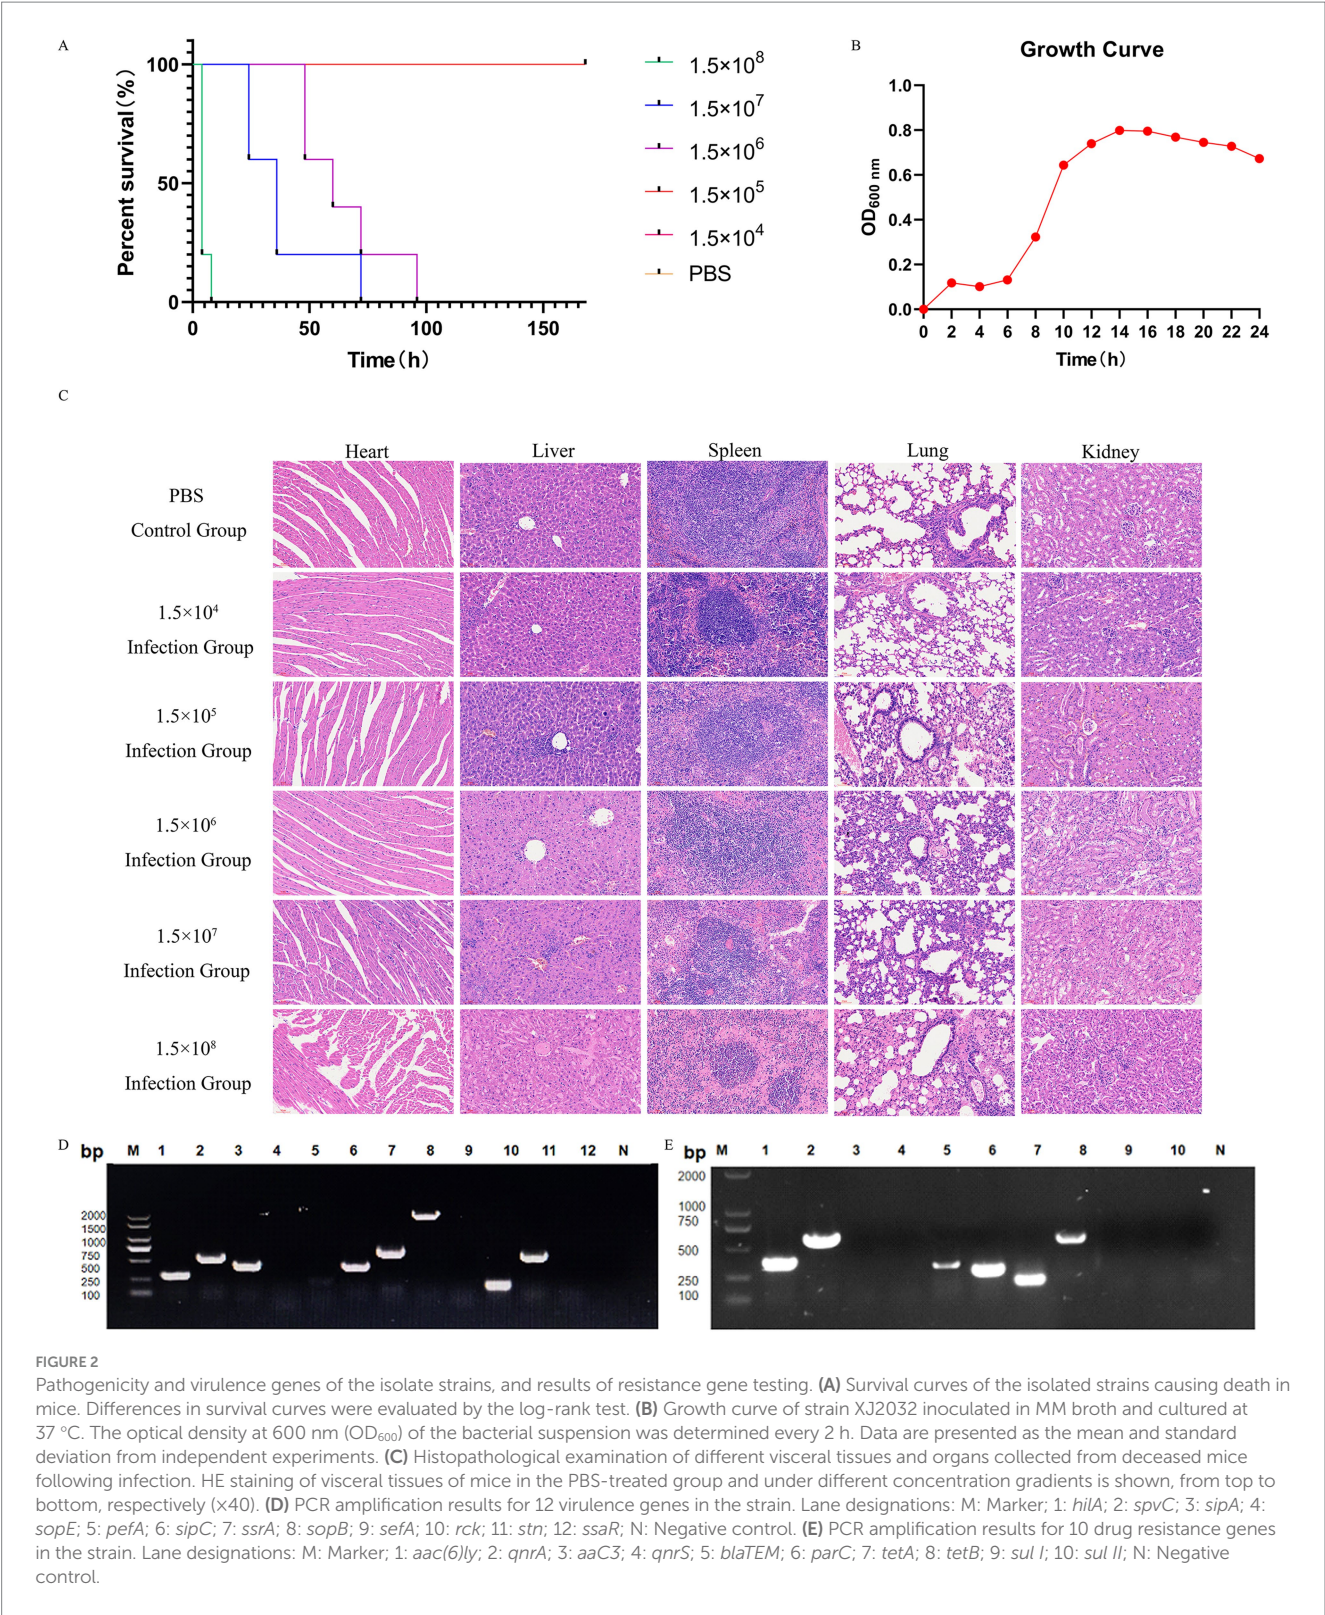 A
Percent survival (%)
100
50
0
0 50 100 150
Time (h)
1.5×10⁸
1.5×10⁷
1.5×10⁶
1.5×10⁵
1.5×10⁴
PBS
B
Growth Curve
OD600 nm
1.0
0.8
0.6
0.4
0.2
0.0
0 2 4 6 8 10 12 14 16 18 20 22 24
Time (h)
C
Heart Liver Spleen Lung Kidney
PBS
Control Group
1.5×10⁴
Infection Group
1.5×10⁵
Infection Group
1.5×10⁶
Infection Group
1.5×10⁷
Infection Group
1.5×10⁸
Infection Group
D
bp M 1 2 3 4 5 6 7 8 9 10 11 12 N
2000
1500
1000
750
500
250
100
E
bp M 1 2 3 4 5 6 7 8 9 10 N
2000
1000
750
500
250
100
FIGURE 2
Pathogenicity and virulence genes of the isolate strains, and results of resistance gene testing. (A) Survival curves of the isolated strains causing death in
mice. Differences in survival curves were evaluated by the log-rank test. (B) Growth curve of strain XJ2032 inoculated in MM broth and cultured at
37 °C. The optical density at 600 nm (OD600) of the bacterial suspension was determined every 2 h. Data are presented as the mean and standard
deviation from independent experiments. (C) Histopathological examination of different visceral tissues and organs collected from deceased mice
following infection. HE staining of visceral tissues of mice in the PBS-treated group and under different concentration gradients is shown, from top to
bottom, respectively (×40). (D) PCR amplification results for 12 virulence genes in the strain. Lane designations: M: Marker; 1: hilA; 2: spvC; 3: sipA; 4:
sopE; 5: pefA; 6: sipC; 7: ssrA; 8: sopB; 9: sefA; 10: rck; 11: stn; 12: ssaR; N: Negative control. (E) PCR amplification results for 10 drug resistance genes
in the strain. Lane designations: M: Marker; 1: aac(6)ly; 2: qnrA; 3: aaC3; 4: qnrS; 5: blaTEM; 6: parC; 7: tetA; 8: tetB; 9: sul I; 10: sul II; N: Negative
control.